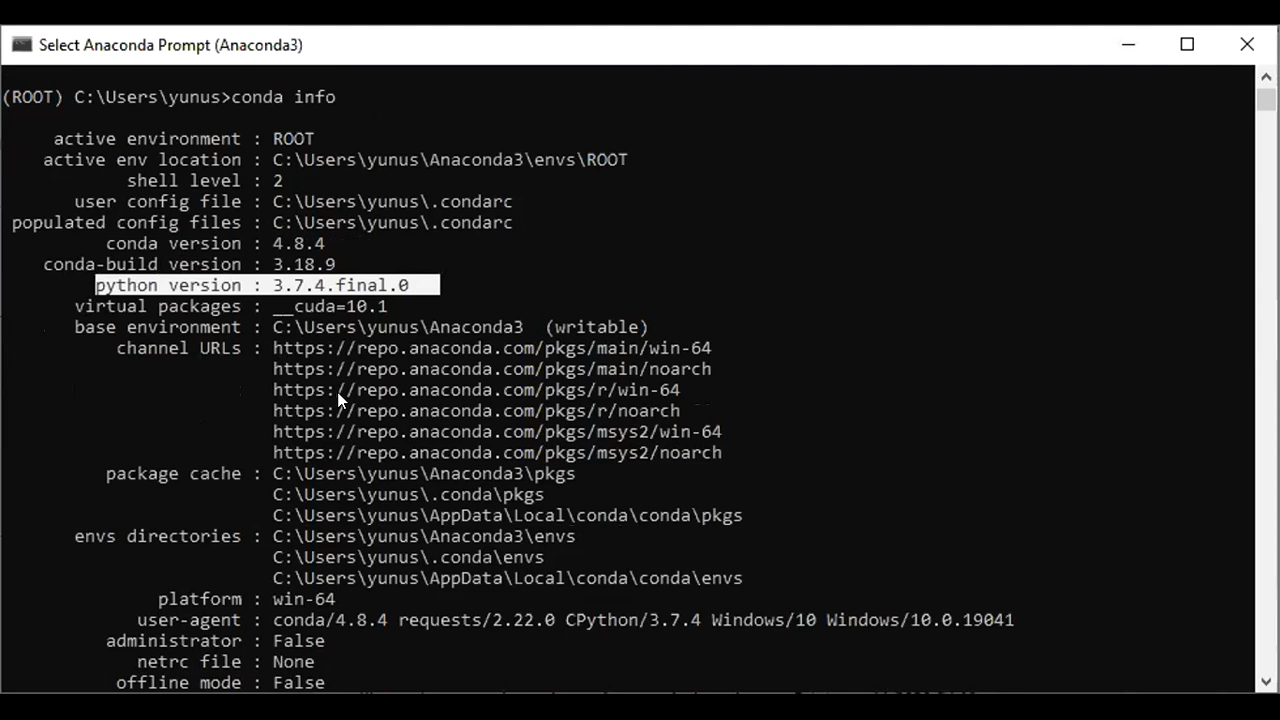 Select Anaconda Prompt (Anaconda3)
(ROOT) C:\Users\yunus>conda info
active environment : ROOT
active env location : C:\Users\yunus\Anaconda3\envs\ROOT
shell level : 2
user config file : C:\Users\yunus\.condarc
populated config files : C:\Users\yunus\.condarc
conda version : 4.8.4
conda-build version : 3.18.9
python version : 3.7.4.final.0
virtual packages : __cuda=10.1
base environment : C:\Users\yunus\Anaconda3  (writable)
channel URLs : https://repo.anaconda.com/pkgs/main/win-64
https://repo.anaconda.com/pkgs/main/noarch
https://repo.anaconda.com/pkgs/r/win-64
https://repo.anaconda.com/pkgs/r/noarch
https://repo.anaconda.com/pkgs/msys2/win-64
https://repo.anaconda.com/pkgs/msys2/noarch
package cache : C:\Users\yunus\Anaconda3\pkgs
C:\Users\yunus\.conda\pkgs
C:\Users\yunus\AppData\Local\conda\conda\pkgs
envs directories : C:\Users\yunus\Anaconda3\envs
C:\Users\yunus\.conda\envs
C:\Users\yunus\AppData\Local\conda\conda\envs
platform : win-64
user-agent : conda/4.8.4 requests/2.22.0 CPython/3.7.4 Windows/10 Windows/10.0.19041
administrator : False
netrc file : None
offline mode : False